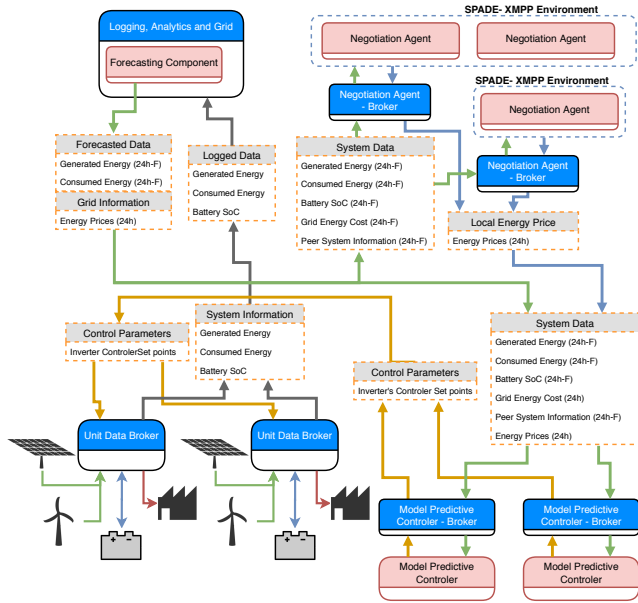 SPADE- XMPP Environment
Logging, Analytics and Grid
Forecasting Component
Negotiation Agent
Negotiation Agent
SPADE- XMPP Environment
Negotiation Agent
- Broker
Negotiation Agent
Negotiation Agent
- Broker
Forecasted Data
Generated Energy (24h-F)
Consumed Energy (24h-F)
Grid Information
Energy Prices (24h)
Logged Data
Generated Energy
Consumed Energy
Battery SoC
System Data
Generated Energy (24h-F)
Consumed Energy (24h-F)
Battery SoC (24h-F)
Grid Energy Cost (24h-F)
Peer System Information (24h-F)
Local Energy Price
Energy Prices (24h)
System Information
Generated Energy
Consumed Energy
Battery SoC
Control Parameters
Inverter ControlerSet points
System Data
Generated Energy (24h-F)
Consumed Energy (24h-F)
Battery SoC (24h-F)
Grid Energy Cost (24h)
Peer System Information (24h-F)
Energy Prices (24h)
Control Parameters
Inverter's Controler Set points
Unit Data Broker
Unit Data Broker
Model Predictive
Controler - Broker
Model Predictive
Controler - Broker
Model Predictive
Controler
Model Predictive
Controler